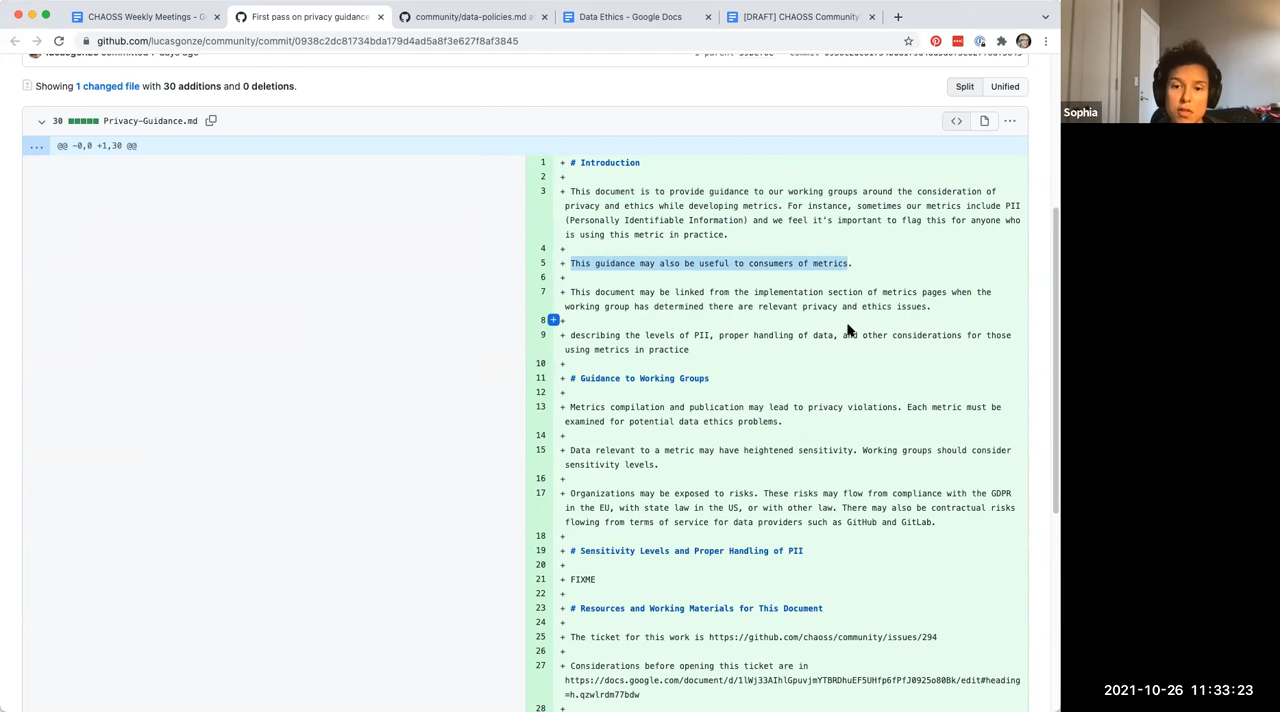 CHAOSS Weekly Meetings - G
First pass on privacy guidance
community/data-policies.md a
Data Ethics - Google Docs
[DRAFT] CHAOSS Community
github.com/lucasgonze/community/commit/0938c2dc81734bda179d4ad5a8f3e627f8af3845
Showing 1 changed file with 30 additions and 0 deletions.
Split
Unified
30
Privacy-Guidance.md
... @@ -0,0 +1,30 @@
1 + # Introduction
2 +
3 + This document is to provide guidance to our working groups around the consideration of
privacy and ethics while developing metrics. For instance, sometimes our metrics include PII
(Personally Identifiable Information) and we feel it's important to flag this for anyone who
is using this metric in practice.
4 +
5 + This guidance may also be useful to consumers of metrics.
6 +
7 + This document may be linked from the implementation section of metrics pages when the
working group has determined there are relevant privacy and ethics issues.
8 +
9 + describing the levels of PII, proper handling of data, and other considerations for those
using metrics in practice
10 +
11 + # Guidance to Working Groups
12 +
13 + Metrics compilation and publication may lead to privacy violations. Each metric must be
examined for potential data ethics problems.
14 +
15 + Data relevant to a metric may have heightened sensitivity. Working groups should consider
sensitivity levels.
16 +
17 + Organizations may be exposed to risks. These risks may flow from compliance with the GDPR
in the EU, with state law in the US, or with other law. There may also be contractual risks
flowing from terms of service for data providers such as GitHub and GitLab.
18 +
19 + # Sensitivity Levels and Proper Handling of PII
20 +
21 + FIXME
22 +
23 + # Resources and Working Materials for This Document
24 +
25 + The ticket for this work is https://github.com/chaoss/community/issues/294
26 +
27 + Considerations before opening this ticket are in
https://docs.google.com/document/d/1lWj33AIhlGpuvjmYTBRDhuEF5UHfp6fPfJ0925o80Bk/edit#heading
=h.qzwlrdm77bdw
28 +
Sophia
2021-10-26 11:33:23